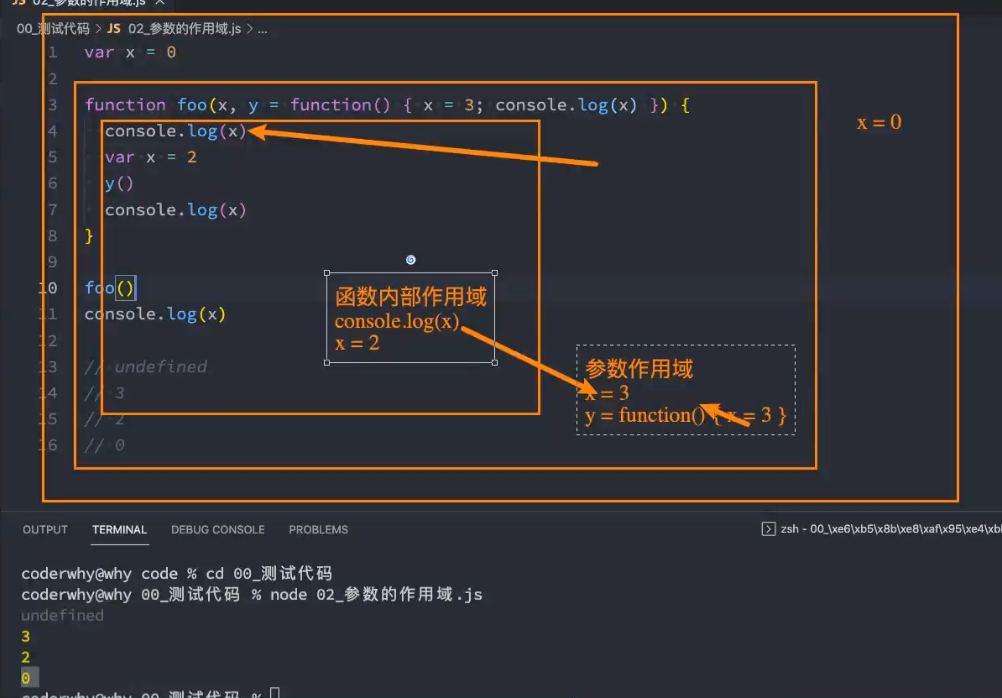 JS 02_参数的作用域.js ×
00_测试代码 > JS 02_参数的作用域.js > ...
1 var x = 0
2
3 function foo(x, y = function() { x = 3; console.log(x) }) {
4 console.log(x)
5 var x = 2
6 y()
7 console.log(x)
8 }
9
10 foo()
11 console.log(x)
12
13 // undefined
14 // 3
15 // 2
16 // 0
x = 0
函数内部作用域
console.log(x)
x = 2
参数作用域
x = 3
y = function() { x = 3 }
OUTPUT TERMINAL DEBUG CONSOLE PROBLEMS
zsh - 00_\xe6\xb5\x8b\xe8\xaf\x95\xe4\xbl
coderwhy@why code % cd 00_测试代码
coderwhy@why 00_测试代码 % node 02_参数的作用域.js
undefined
3
2
0
coderwhy@why 00_测试代码 %